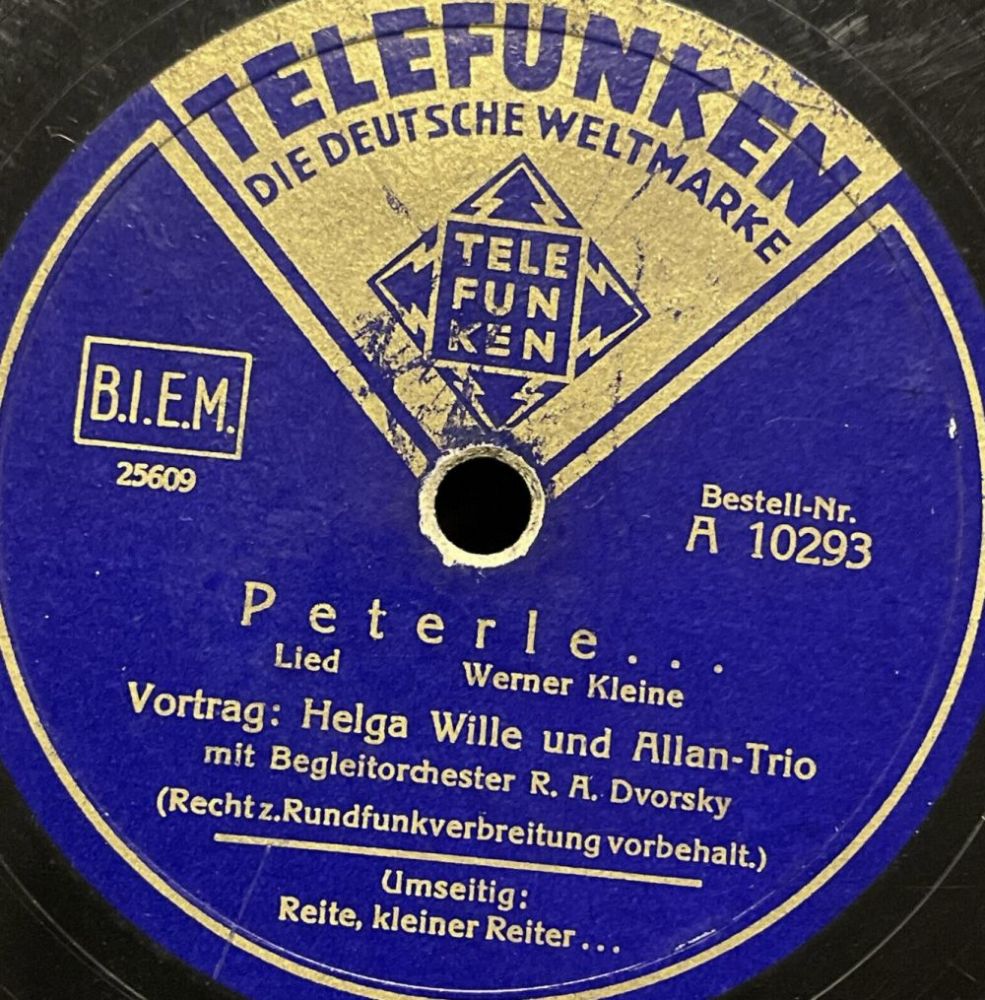 TELEFUNKEN
DIE DEUTSCHE WELTMARKE
TELE
FUN
KEN
B.I.E.M.
25609
Bestell-Nr.
A 10293
Peterle...
Lied Werner Kleine
Vortrag: Helga Wille und Allan-Trio
mit Begleitorchester R. A. Dvorsky
(Recht z. Rundfunkverbreitung vorbehalt.)
Umseitig:
Reite, kleiner Reiter...